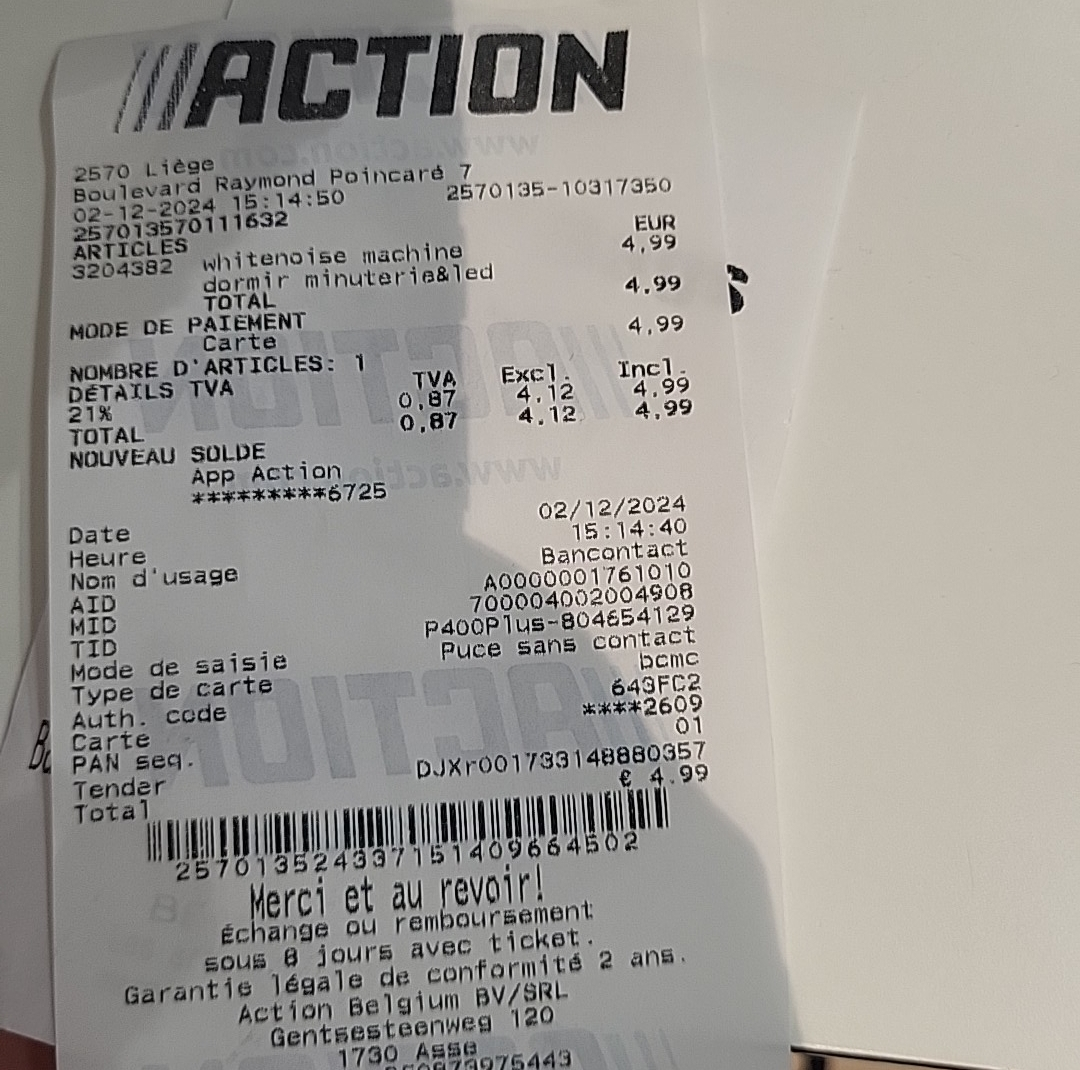 ACTION
2570 Liège
Boulevard Raymond Poincaré 7
02-12-2024 15:14:50 2570135-10317350
257013570111632
ARTICLES EUR
3204382 whitenoise machine 4,99
dormir minuterie&led
TOTAL 4,99
MODE DE PAIEMENT
Carte 4,99
NOMBRE D'ARTICLES: 1
DÉTAILS TVA TVA Excl. Incl.
21% 0,87 4,12 4,99
TOTAL 0,87 4,12 4,99
NOUVEAU SOLDE
App Action
*********6725
Date 02/12/2024
Heure 15:14:40
Nom d'usage Bancontact
AID A0000001761010
MID 700004002004908
TID P400Plus-804654129
Mode de saisie Puce sans contact
Type de carte bcmc
Auth. code 643FC2
Carte ****2609
PAN seq. 01
Tender DJXr001733148880357
Total € 4.99
2570135243371514096​64502
Merci et au revoir!
Échange ou remboursement
sous 8 jours avec ticket.
Garantie légale de conformité 2 ans.
Action Belgium BV/SRL
Gentsesteenweg 120
1730 Asse